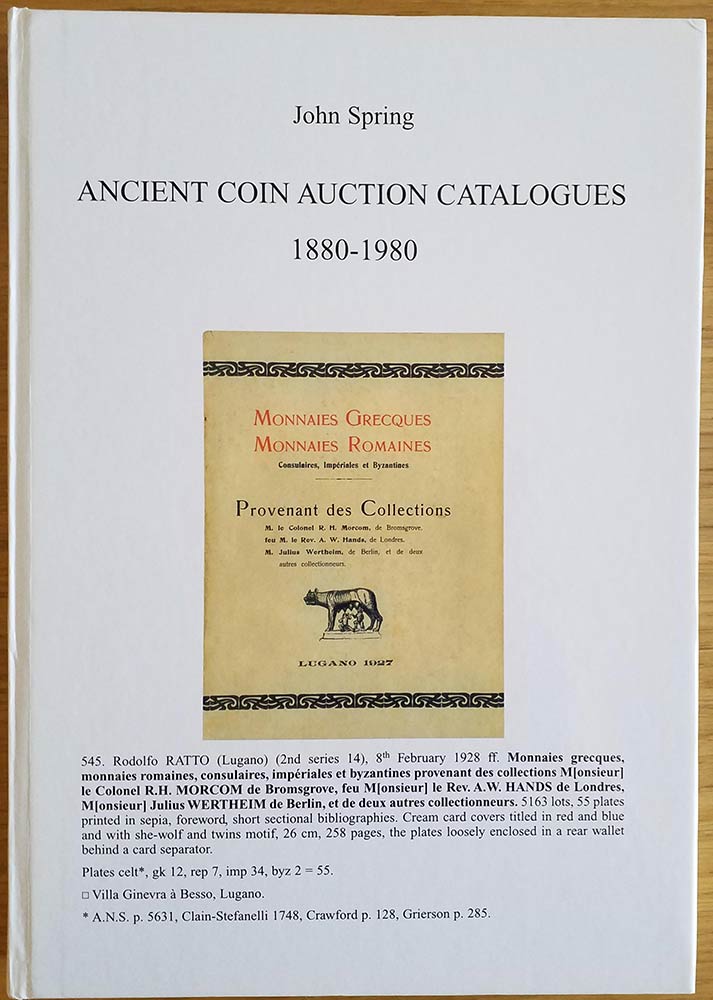 John Spring
ANCIENT COIN AUCTION CATALOGUES
1880-1980
MONNAIES GRECQUES
MONNAIES ROMAINES
Consulaires, Impériales et Byzantines
Provenant des Collections
M. le Colonel R. H. Morcom, de Bromsgrove.
feu M. le Rev. A. W. Hands, de Londres.
M. Julius Wertheim, de Berlin, et de deux
autres collectionneurs.
LUGANO 1927
545. Rodolfo RATTO (Lugano) (2nd series 14), 8th February 1928 ff. Monnaies grecques,
monnaies romaines, consulaires, impériales et byzantines provenant des collections M[onsieur]
le Colonel R.H. MORCOM de Bromsgrove, feu M[onsieur] le Rev. A.W. HANDS de Londres,
M[onsieur] Julius WERTHEIM de Berlin, et de deux autres collectionneurs. 5163 lots, 55 plates
printed in sepia, foreword, short sectional bibliographies. Cream card covers titled in red and blue
and with she-wolf and twins motif, 26 cm, 258 pages, the plates loosely enclosed in a rear wallet
behind a card separator.
Plates celt*, gk 12, rep 7, imp 34, byz 2 = 55.
□ Villa Ginevra à Besso, Lugano.
* A.N.S. p. 5631, Clain-Stefanelli 1748, Crawford p. 128, Grierson p. 285.